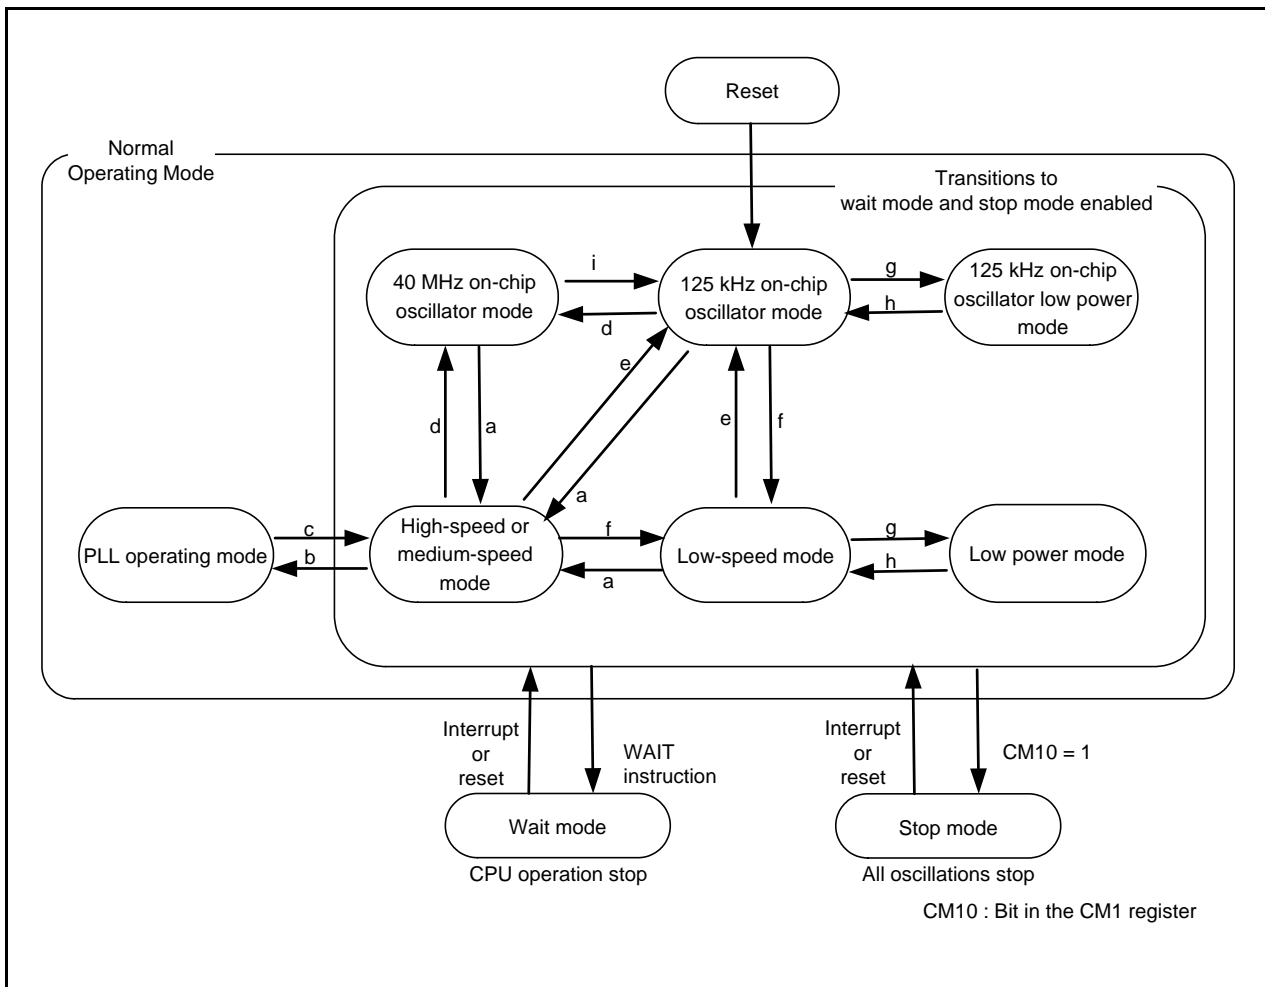 Reset
Normal
Operating Mode
Transitions to
wait mode and stop mode enabled
40 MHz on-chip
oscillator mode
i
d
125 kHz on-chip
oscillator mode
g
h
125 kHz on-chip
oscillator low power
mode
d
a
e
a
e
f
PLL operating mode
c
b
High-speed or
medium-speed
mode
f
a
Low-speed mode
g
h
Low power mode
Interrupt
or
reset
WAIT
instruction
Interrupt
or
reset
CM10 = 1
Wait mode
Stop mode
CPU operation stop
All oscillations stop
CM10 : Bit in the CM1 register